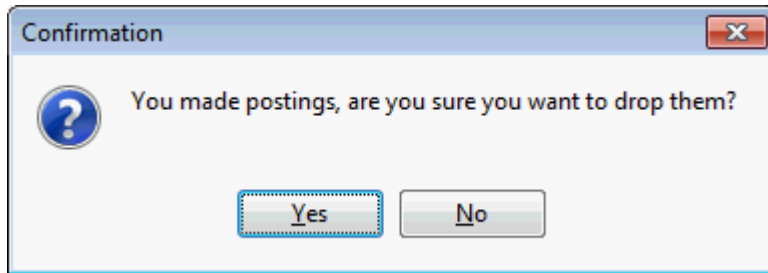 Confirmation
You made postings, are you sure you want to drop them?
Yes
No